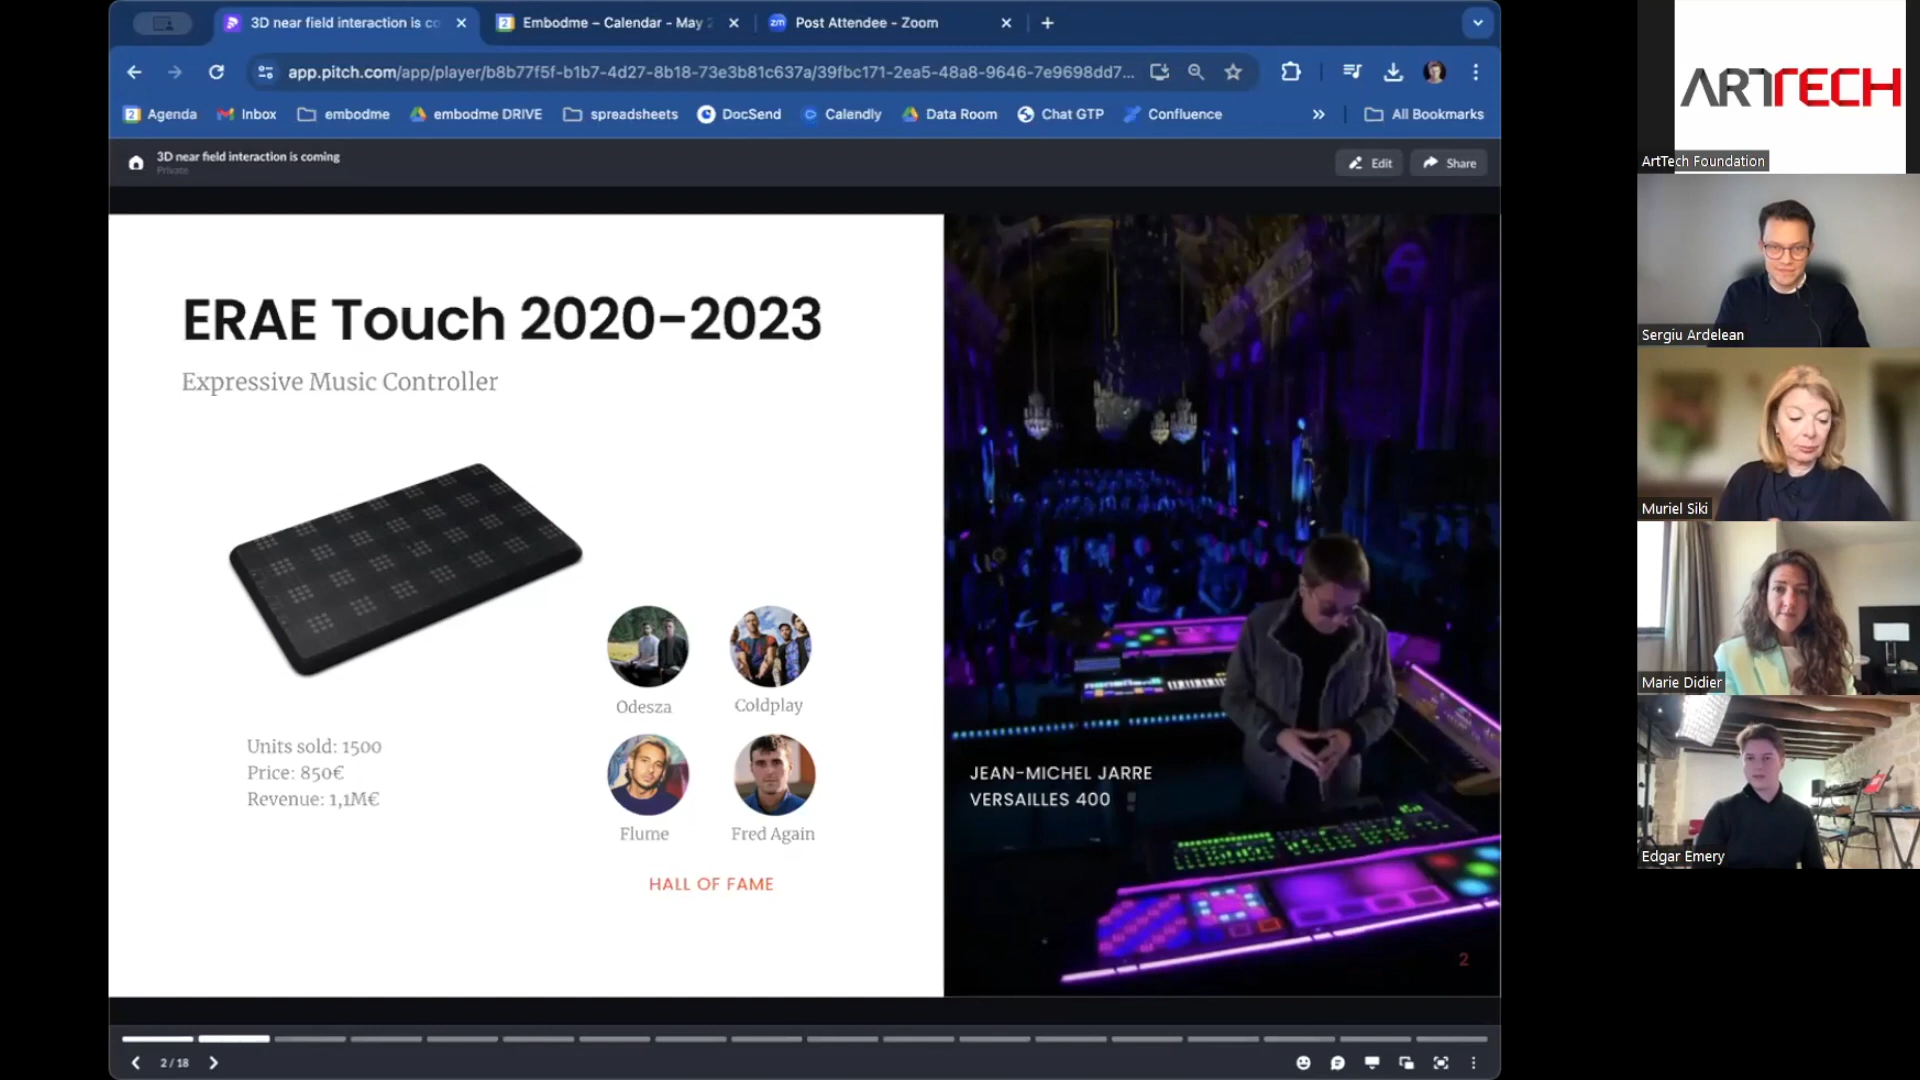 3D near field interaction is co
Embodme – Calendar - May 2
Post Attendee - Zoom
app.pitch.com/app/player/b8b77f5f-b1b7-4d27-8b18-73e3b81c637a/39fbc171-2ea5-48a8-9646-7e9698dd7...
Agenda
Inbox
embodme
embodme DRIVE
spreadsheets
DocSend
Calendly
Data Room
Chat GTP
Confluence
All Bookmarks
3D near field interaction is coming
Private
Edit
Share
ERAE Touch 2020-2023
Expressive Music Controller
Odesza
Coldplay
Units sold: 1500
Price: 850€
Revenue: 1,1M€
Flume
Fred Again
HALL OF FAME
JEAN-MICHEL JARRE
VERSAILLES 400
2
2 / 18
ARTTECH
ArtTech Foundation
Sergiu Ardelean
Muriel Siki
Marie Didier
Edgar Emery